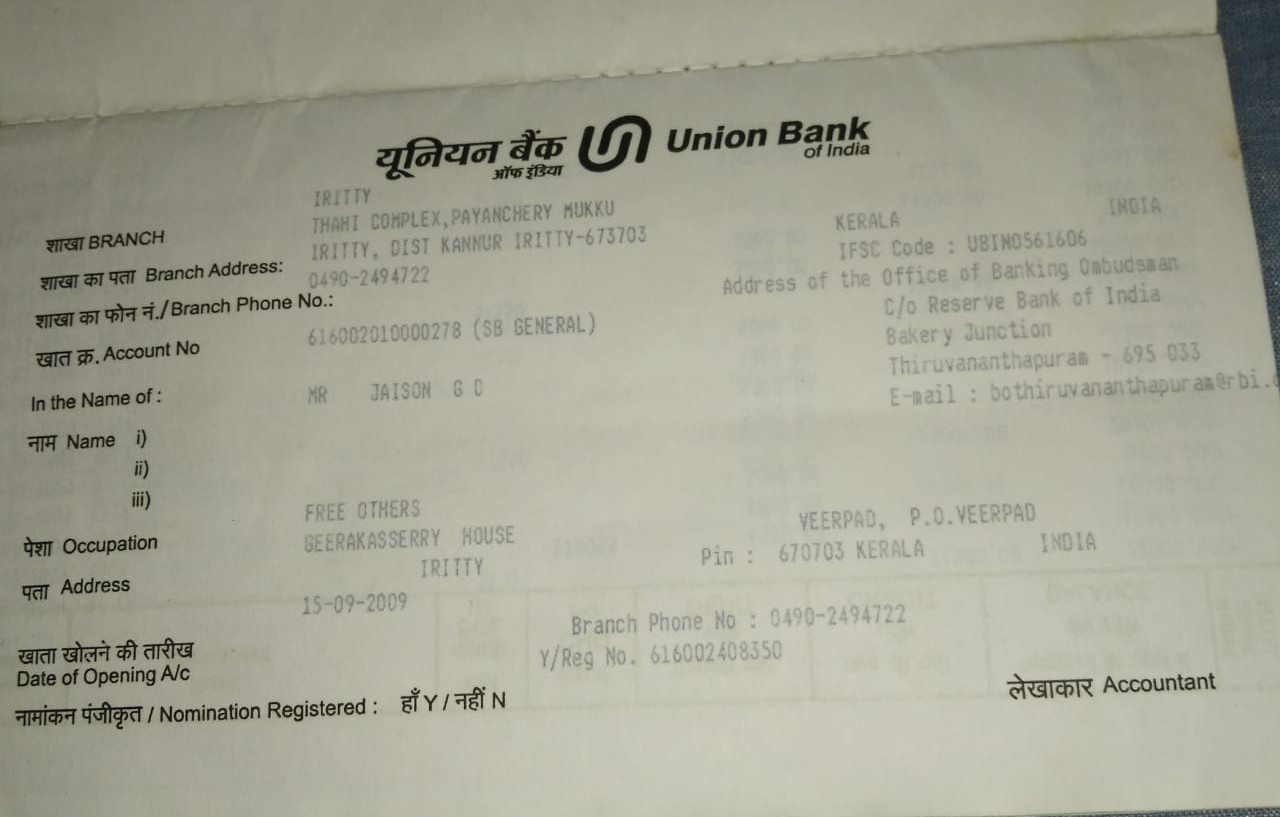 यूनियन बैंक Union Bank
ऑफ इंडिया of India
IRITTY
शाखा BRANCH THAHI COMPLEX,PAYANCHERY MUKKU KERALA INDIA
शाखा का पता Branch Address: IRITTY, DIST KANNUR IRITTY-673703 IFSC Code : UBIN0561606
शाखा का फोन नं./Branch Phone No.: 0490-2494722 Address of the Office of Banking Ombudsman
C/o Reserve Bank of India
खात क्र. Account No 616002010000278 (SB GENERAL) Bakery Junction
Thiruvananthapuram - 695 033
In the Name of : MR JAISON G D E-mail : bothiruvananthapuram@rbi.
नाम Name i)
ii)
iii)
पेशा Occupation FREE OTHERS VEERPAD, P.O.VEERPAD
पता Address GEERAKASSERRY HOUSE Pin : 670703 KERALA INDIA
IRITTY
15-09-2009 Branch Phone No : 0490-2494722
खाता खोलने की तारीख Y/Reg No. 616002408350
Date of Opening A/c
नामांकन पंजीकृत / Nomination Registered : हाँ Y / नहीं N लेखाकार Accountant